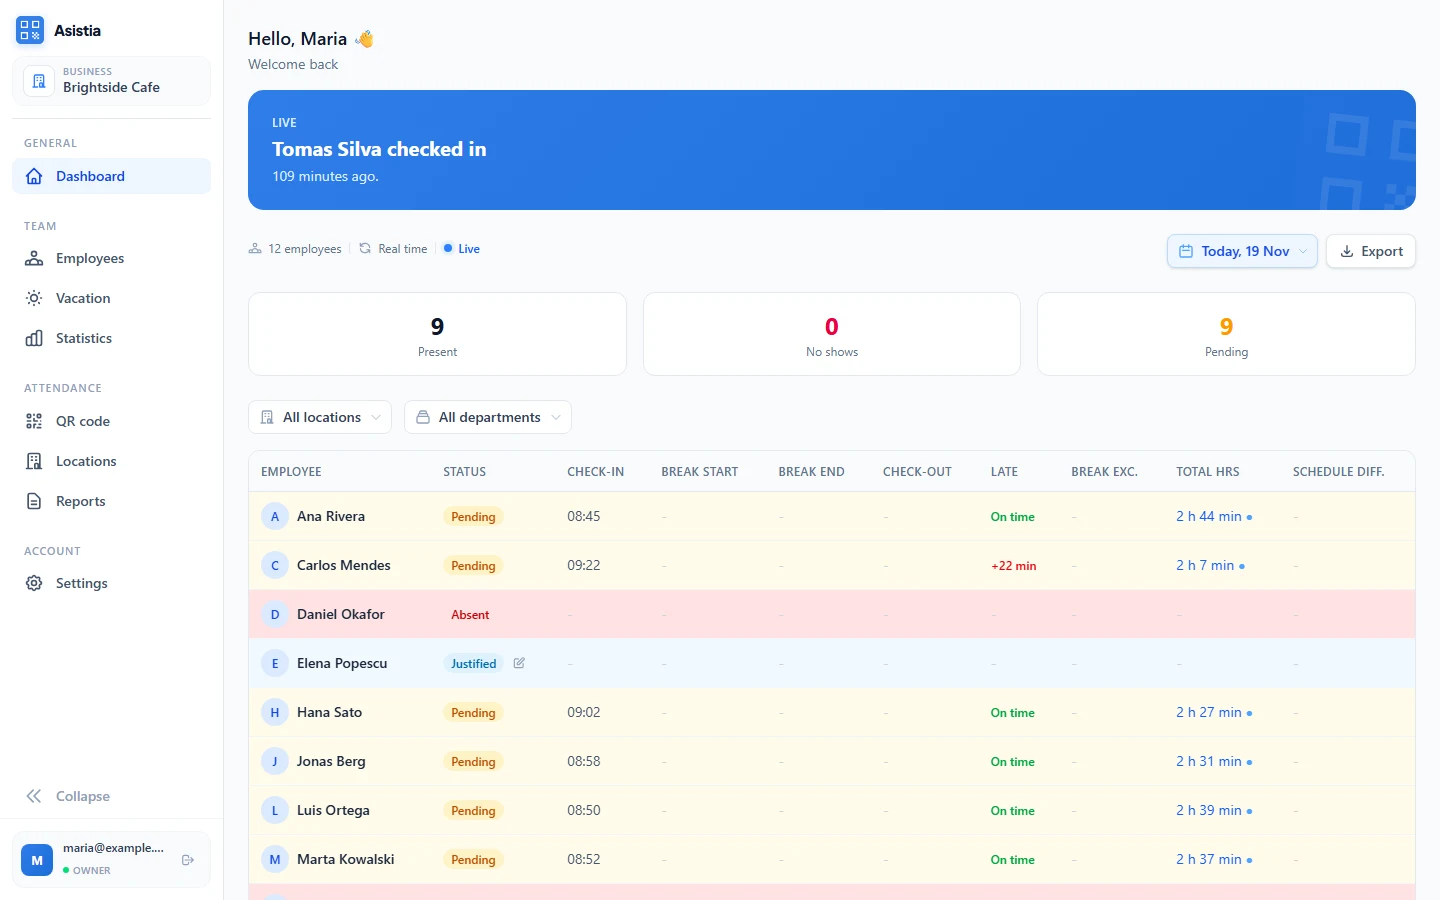 Asistia
BUSINESS
Brightside Cafe
GENERAL
Dashboard
TEAM
Employees
Vacation
Statistics
ATTENDANCE
QR code
Locations
Reports
ACCOUNT
Settings
Collapse
M
maria@example....
OWNER
Hello, Maria 👋
Welcome back
LIVE
Tomas Silva checked in
109 minutes ago.
12 employees Real time Live
Today, 19 Nov Export
9
Present
0
No shows
9
Pending
All locations All departments
EMPLOYEE STATUS CHECK-IN BREAK START BREAK END CHECK-OUT LATE BREAK EXC. TOTAL HRS SCHEDULE DIFF.
A Ana Rivera Pending 08:45 – – – On time – 2 h 44 min –
C Carlos Mendes Pending 09:22 – – – +22 min – 2 h 7 min –
D Daniel Okafor Absent – – – – – – – –
E Elena Popescu Justified – – – – – – – –
H Hana Sato Pending 09:02 – – – On time – 2 h 27 min –
J Jonas Berg Pending 08:58 – – – On time – 2 h 31 min –
L Luis Ortega Pending 08:50 – – – On time – 2 h 39 min –
M Marta Kowalski Pending 08:52 – – – On time – 2 h 37 min –